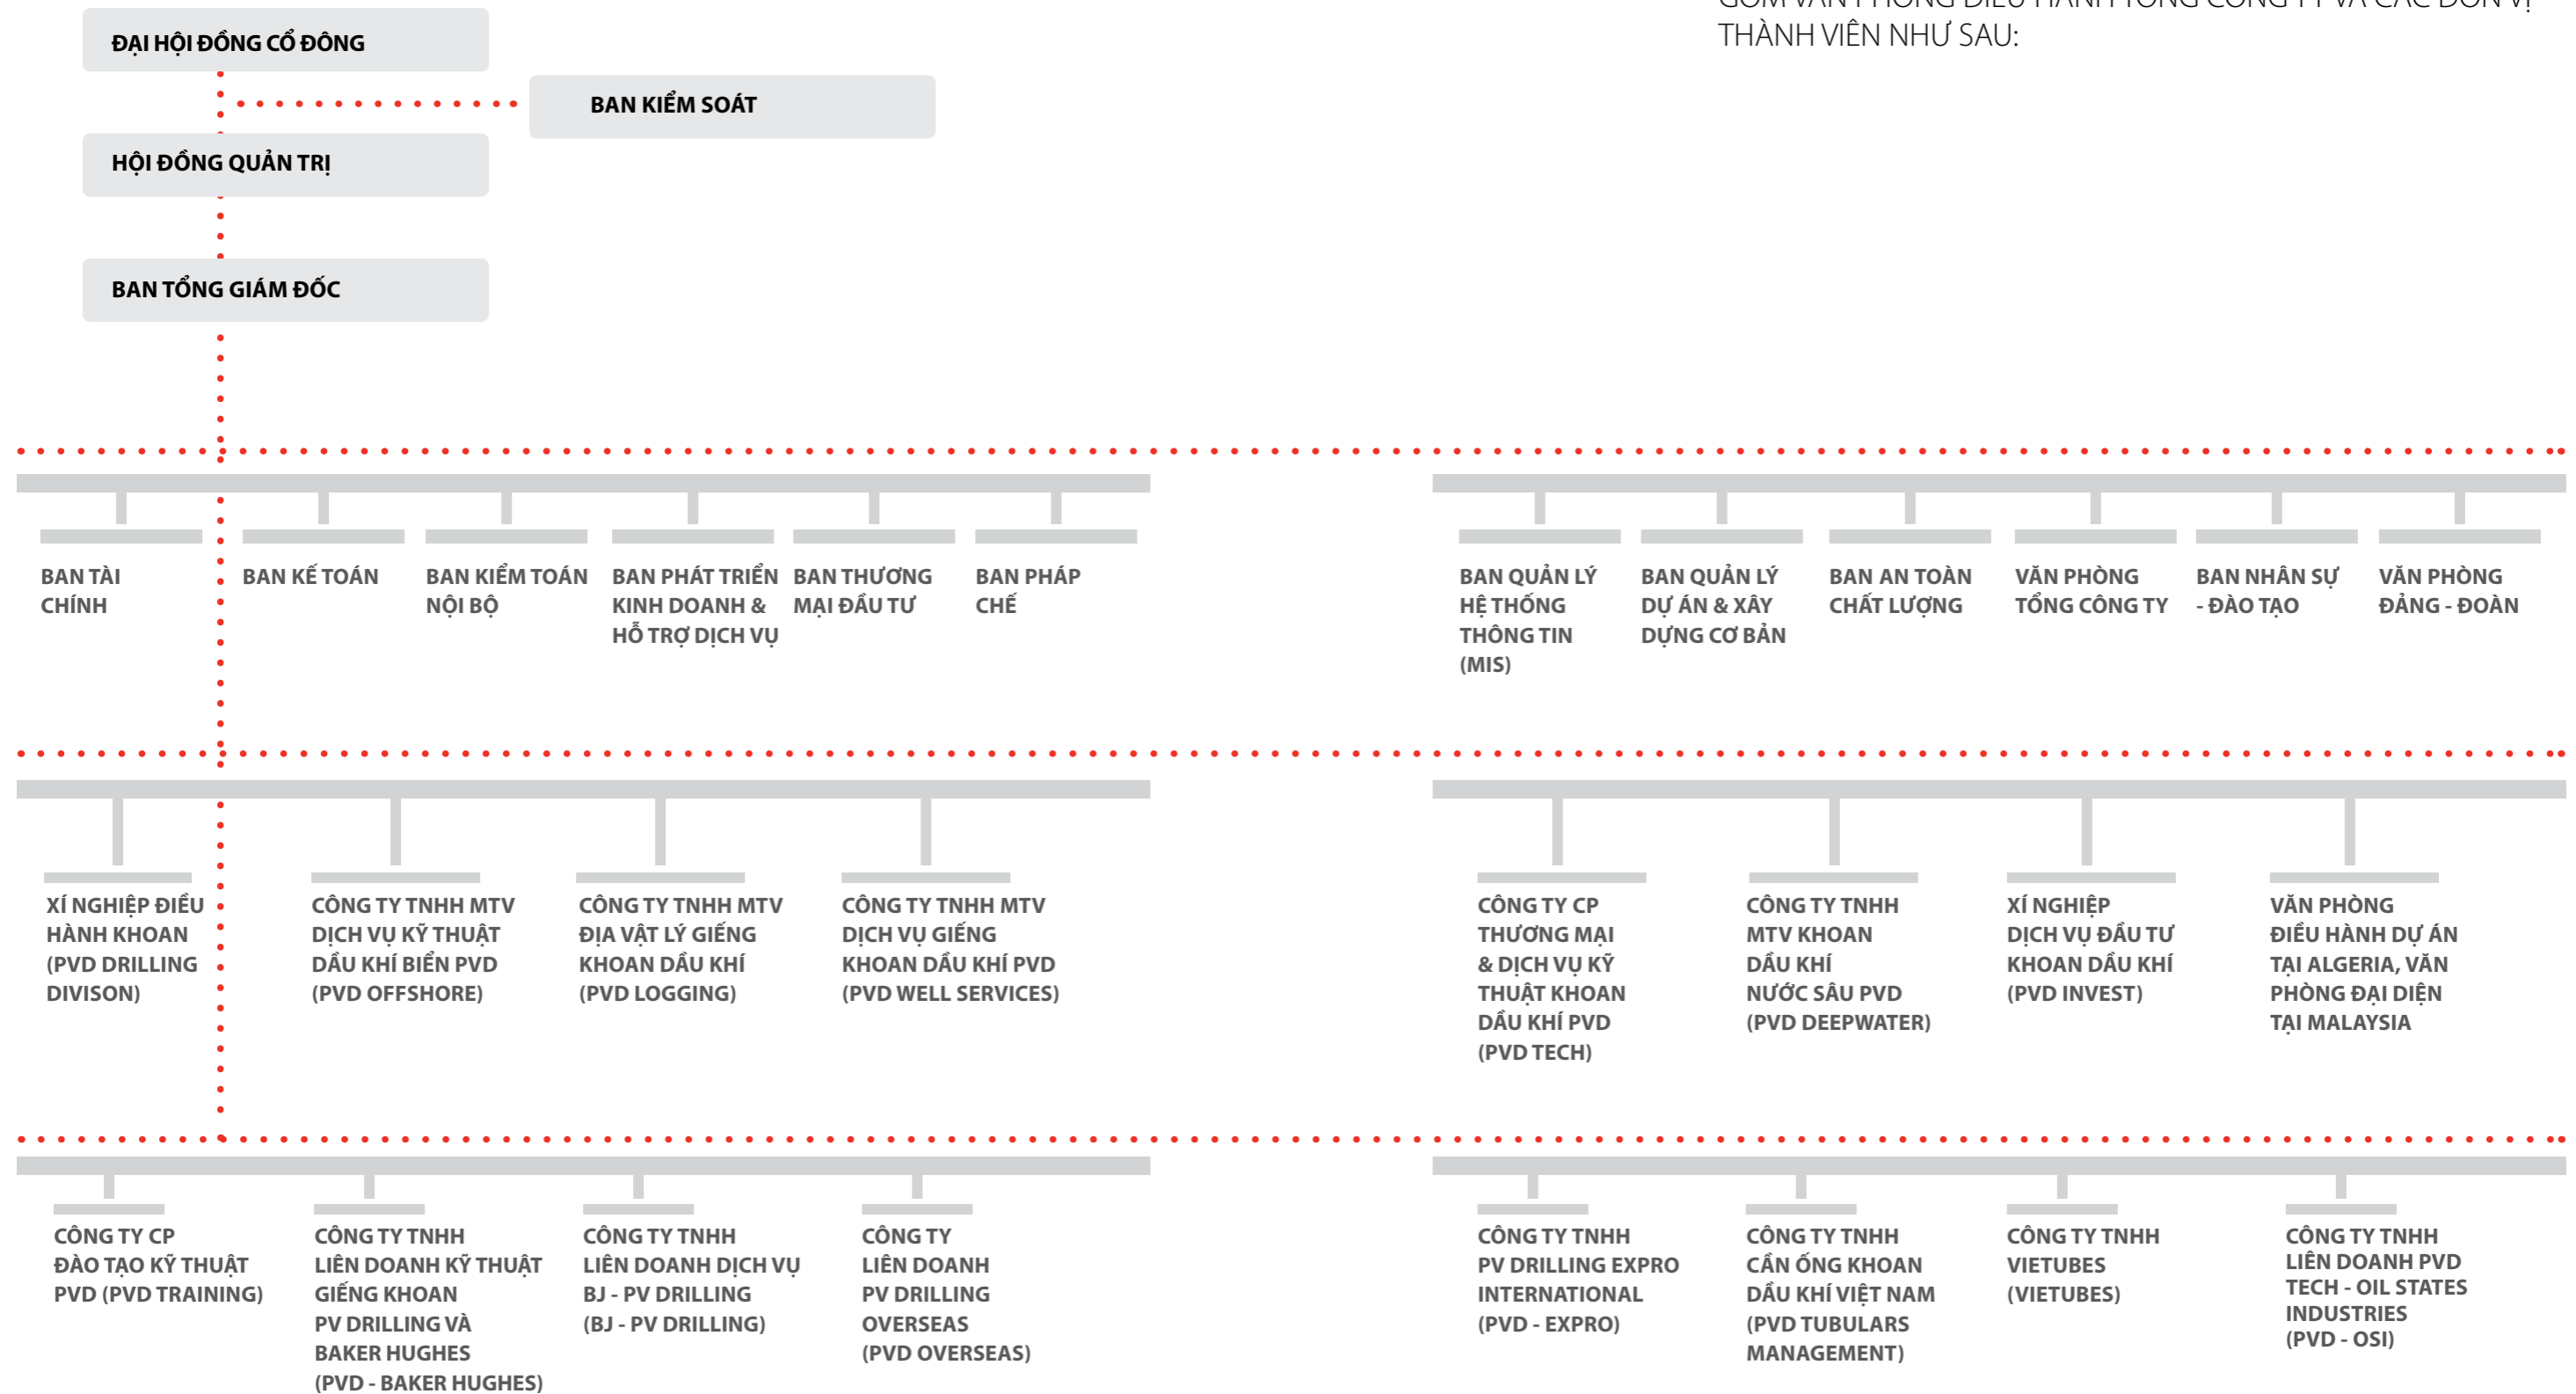 GỒM VĂN PHÒNG ĐIỀU HÀNH TỔNG CÔNG TY VÀ CÁC ĐƠN VỊ
THÀNH VIÊN NHƯ SAU:
ĐẠI HỘI ĐỒNG CỔ ĐÔNG
BAN KIỂM SOÁT
HỘI ĐỒNG QUẢN TRỊ
BAN TỔNG GIÁM ĐỐC
BAN TÀI
CHÍNH
BAN KẾ TOÁN
BAN KIỂM TOÁN
NỘI BỘ
BAN PHÁT TRIỂN
KINH DOANH &
HỖ TRỢ DỊCH VỤ
BAN THƯƠNG
MẠI ĐẦU TƯ
BAN PHÁP
CHẾ
BAN QUẢN LÝ
HỆ THỐNG
THÔNG TIN
(MIS)
BAN QUẢN LÝ
DỰ ÁN & XÂY
DỰNG CƠ BẢN
BAN AN TOÀN
CHẤT LƯỢNG
VĂN PHÒNG
TỔNG CÔNG TY
BAN NHÂN SỰ
- ĐÀO TẠO
VĂN PHÒNG
ĐẢNG - ĐOÀN
XÍ NGHIỆP ĐIỀU
HÀNH KHOAN
(PVD DRILLING
DIVISON)
CÔNG TY TNHH MTV
DỊCH VỤ KỸ THUẬT
DẦU KHÍ BIỂN PVD
(PVD OFFSHORE)
CÔNG TY TNHH MTV
ĐỊA VẬT LÝ GIẾNG
KHOAN DẦU KHÍ
(PVD LOGGING)
CÔNG TY TNHH MTV
DỊCH VỤ GIẾNG
KHOAN DẦU KHÍ PVD
(PVD WELL SERVICES)
CÔNG TY CP
THƯƠNG MẠI
& DỊCH VỤ KỸ
THUẬT KHOAN
DẦU KHÍ PVD
(PVD TECH)
CÔNG TY TNHH
MTV KHOAN
DẦU KHÍ
NƯỚC SÂU PVD
(PVD DEEPWATER)
XÍ NGHIỆP
DỊCH VỤ ĐẦU TƯ
KHOAN DẦU KHÍ
(PVD INVEST)
VĂN PHÒNG
ĐIỀU HÀNH DỰ ÁN
TẠI ALGERIA, VĂN
PHÒNG ĐẠI DIỆN
TẠI MALAYSIA
CÔNG TY CP
ĐÀO TẠO KỸ THUẬT
PVD (PVD TRAINING)
CÔNG TY TNHH
LIÊN DOANH KỸ THUẬT
GIẾNG KHOAN
PV DRILLING VÀ
BAKER HUGHES
(PVD - BAKER HUGHES)
CÔNG TY TNHH
LIÊN DOANH DỊCH VỤ
BJ - PV DRILLING
(BJ - PV DRILLING)
CÔNG TY
LIÊN DOANH
PV DRILLING
OVERSEAS
(PVD OVERSEAS)
CÔNG TY TNHH
PV DRILLING EXPRO
INTERNATIONAL
(PVD - EXPRO)
CÔNG TY TNHH
CẦN ỐNG KHOAN
DẦU KHÍ VIỆT NAM
(PVD TUBULARS
MANAGEMENT)
CÔNG TY TNHH
VIETUBES
(VIETUBES)
CÔNG TY TNHH
LIÊN DOANH PVD
TECH - OIL STATES
INDUSTRIES
(PVD - OSI)